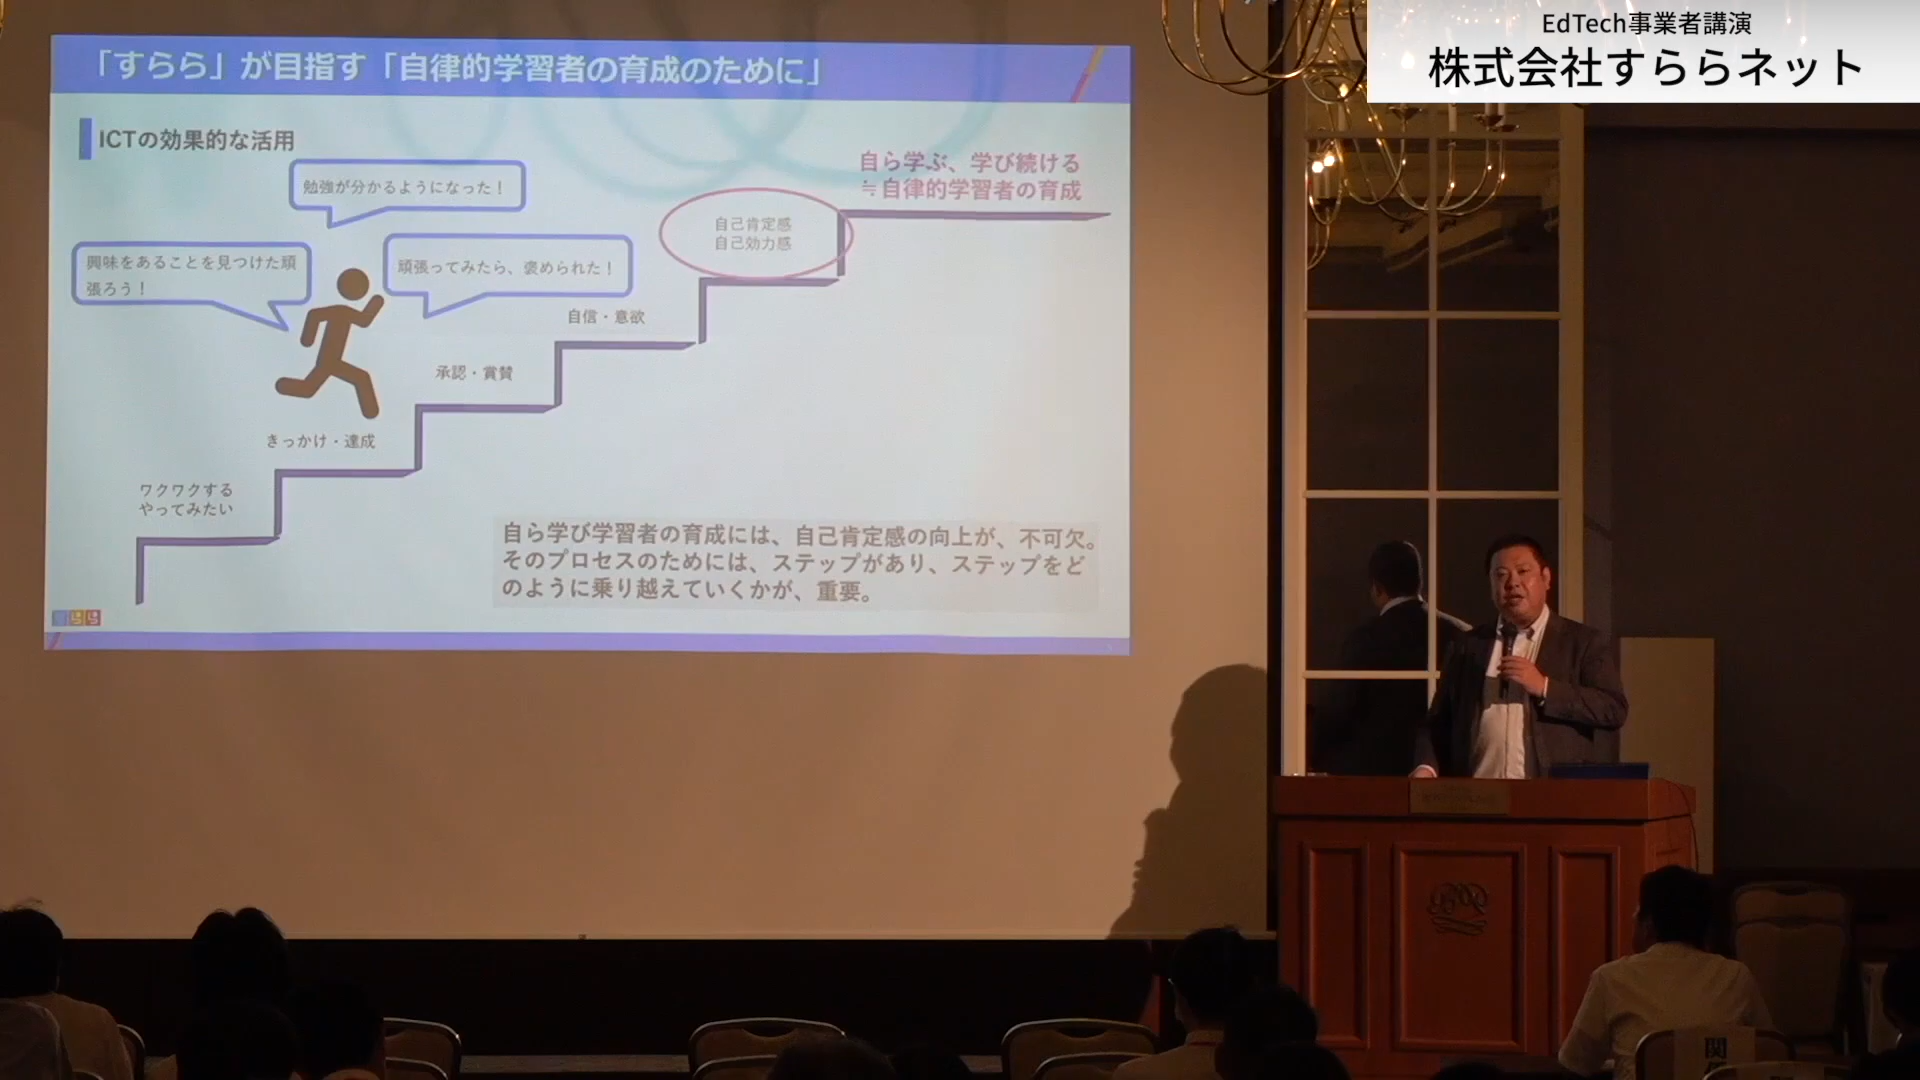 EdTech事業者講演
株式会社すららネット
「すらら」が目指す「自律的学習者の育成のために」
ICTの効果的な活用
勉強が分かるようになった！
興味をあることを見つけた頑
張ろう！
頑張ってみたら、褒められた！
自ら学ぶ、学び続ける
≒自律的学習者の育成
自己肯定感
自己効力感
自信・意欲
承認・賞賛
きっかけ・達成
ワクワクする
やってみたい
自ら学び学習者の育成には、自己肯定感の向上が、不可欠。
そのプロセスのためには、ステップがあり、ステップをど
のように乗り越えていくかが、重要。
すらら
関